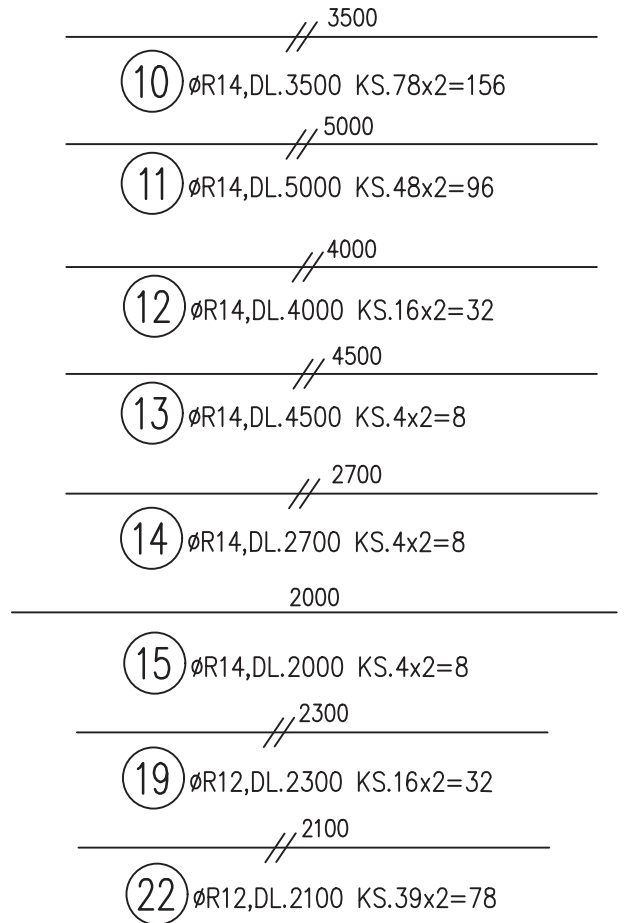 3500
10 øR14,DL.3500 KS.78x2=156
5000
11 øR14,DL.5000 KS.48x2=96
4000
12 øR14,DL.4000 KS.16x2=32
4500
13 øR14,DL.4500 KS.4x2=8
2700
14 øR14,DL.2700 KS.4x2=8
2000
15 øR14,DL.2000 KS.4x2=8
2300
19 øR12,DL.2300 KS.16x2=32
2100
22 øR12,DL.2100 KS.39x2=78